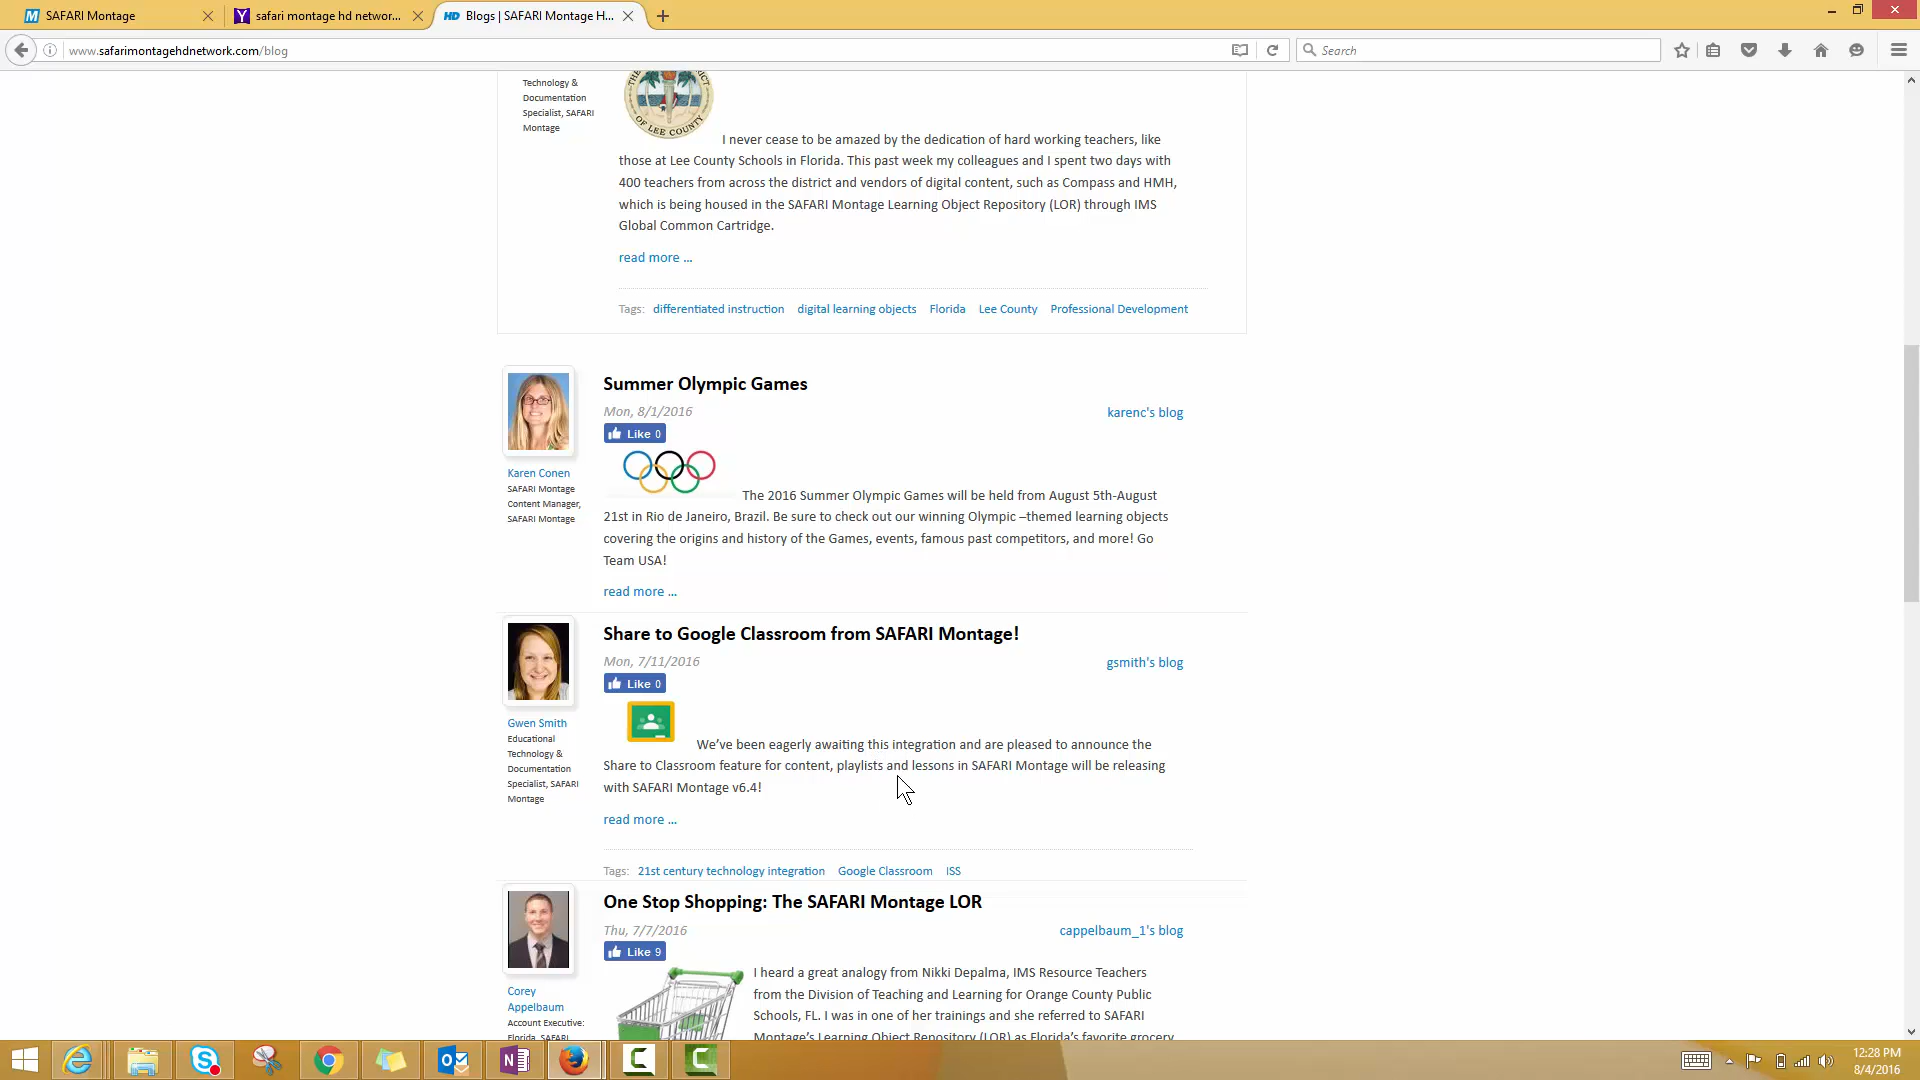 SAFARI Montage
safari montage hd networ...
HD Blogs | SAFARI Montage H...
www.safarimontagehdnetwork.com/blog
Search
Technology &
Documentation
Specialist, SAFARI
Montage
OF LEE COUNTY
I never cease to be amazed by the dedication of hard working teachers, like
those at Lee County Schools in Florida. This past week my colleagues and I spent two days with
400 teachers from across the district and vendors of digital content, such as Compass and HMH,
which is being housed in the SAFARI Montage Learning Object Repository (LOR) through IMS
Global Common Cartridge.
read more ...
Tags: differentiated instruction digital learning objects Florida Lee County Professional Development
Summer Olympic Games
Mon, 8/1/2016
karenc's blog
Like 0
Karen Conen
SAFARI Montage
Content Manager,
SAFARI Montage
The 2016 Summer Olympic Games will be held from August 5th-August
21st in Rio de Janeiro, Brazil. Be sure to check out our winning Olympic –themed learning objects
covering the origins and history of the Games, events, famous past competitors, and more! Go
Team USA!
read more ...
Share to Google Classroom from SAFARI Montage!
Mon, 7/11/2016
gsmith's blog
Like 0
Gwen Smith
Educational
Technology &
Documentation
Specialist, SAFARI
Montage
We’ve been eagerly awaiting this integration and are pleased to announce the
Share to Classroom feature for content, playlists and lessons in SAFARI Montage will be releasing
with SAFARI Montage v6.4!
read more ...
Tags: 21st century technology integration Google Classroom ISS
One Stop Shopping: The SAFARI Montage LOR
Thu, 7/7/2016
cappelbaum_1's blog
Like 9
Corey
Appelbaum
Account Executive:
Florida, SAFARI
I heard a great analogy from Nikki Depalma, IMS Resource Teachers
from the Division of Teaching and Learning for Orange County Public
Schools, FL. I was in one of her trainings and she referred to SAFARI
Montage’s Learning Object Repository (LOR) as Florida’s favorite grocery
12:28 PM
8/4/2016